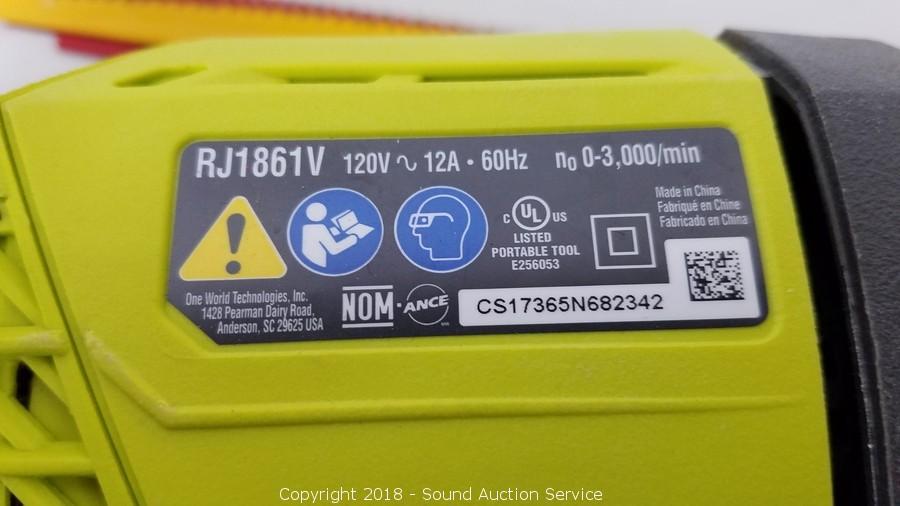 RJ1861V 120V ∿ 12A • 60Hz n₀ 0-3,000/min
Made in China
Fabriqué en Chine
Fabricado en China
C UL US
LISTED
PORTABLE TOOL
E256053
One World Technologies, Inc.
1428 Pearman Dairy Road,
Anderson, SC 29625 USA
NOM-ANCE
CS17365N682342
Copyright 2018 - Sound Auction Service